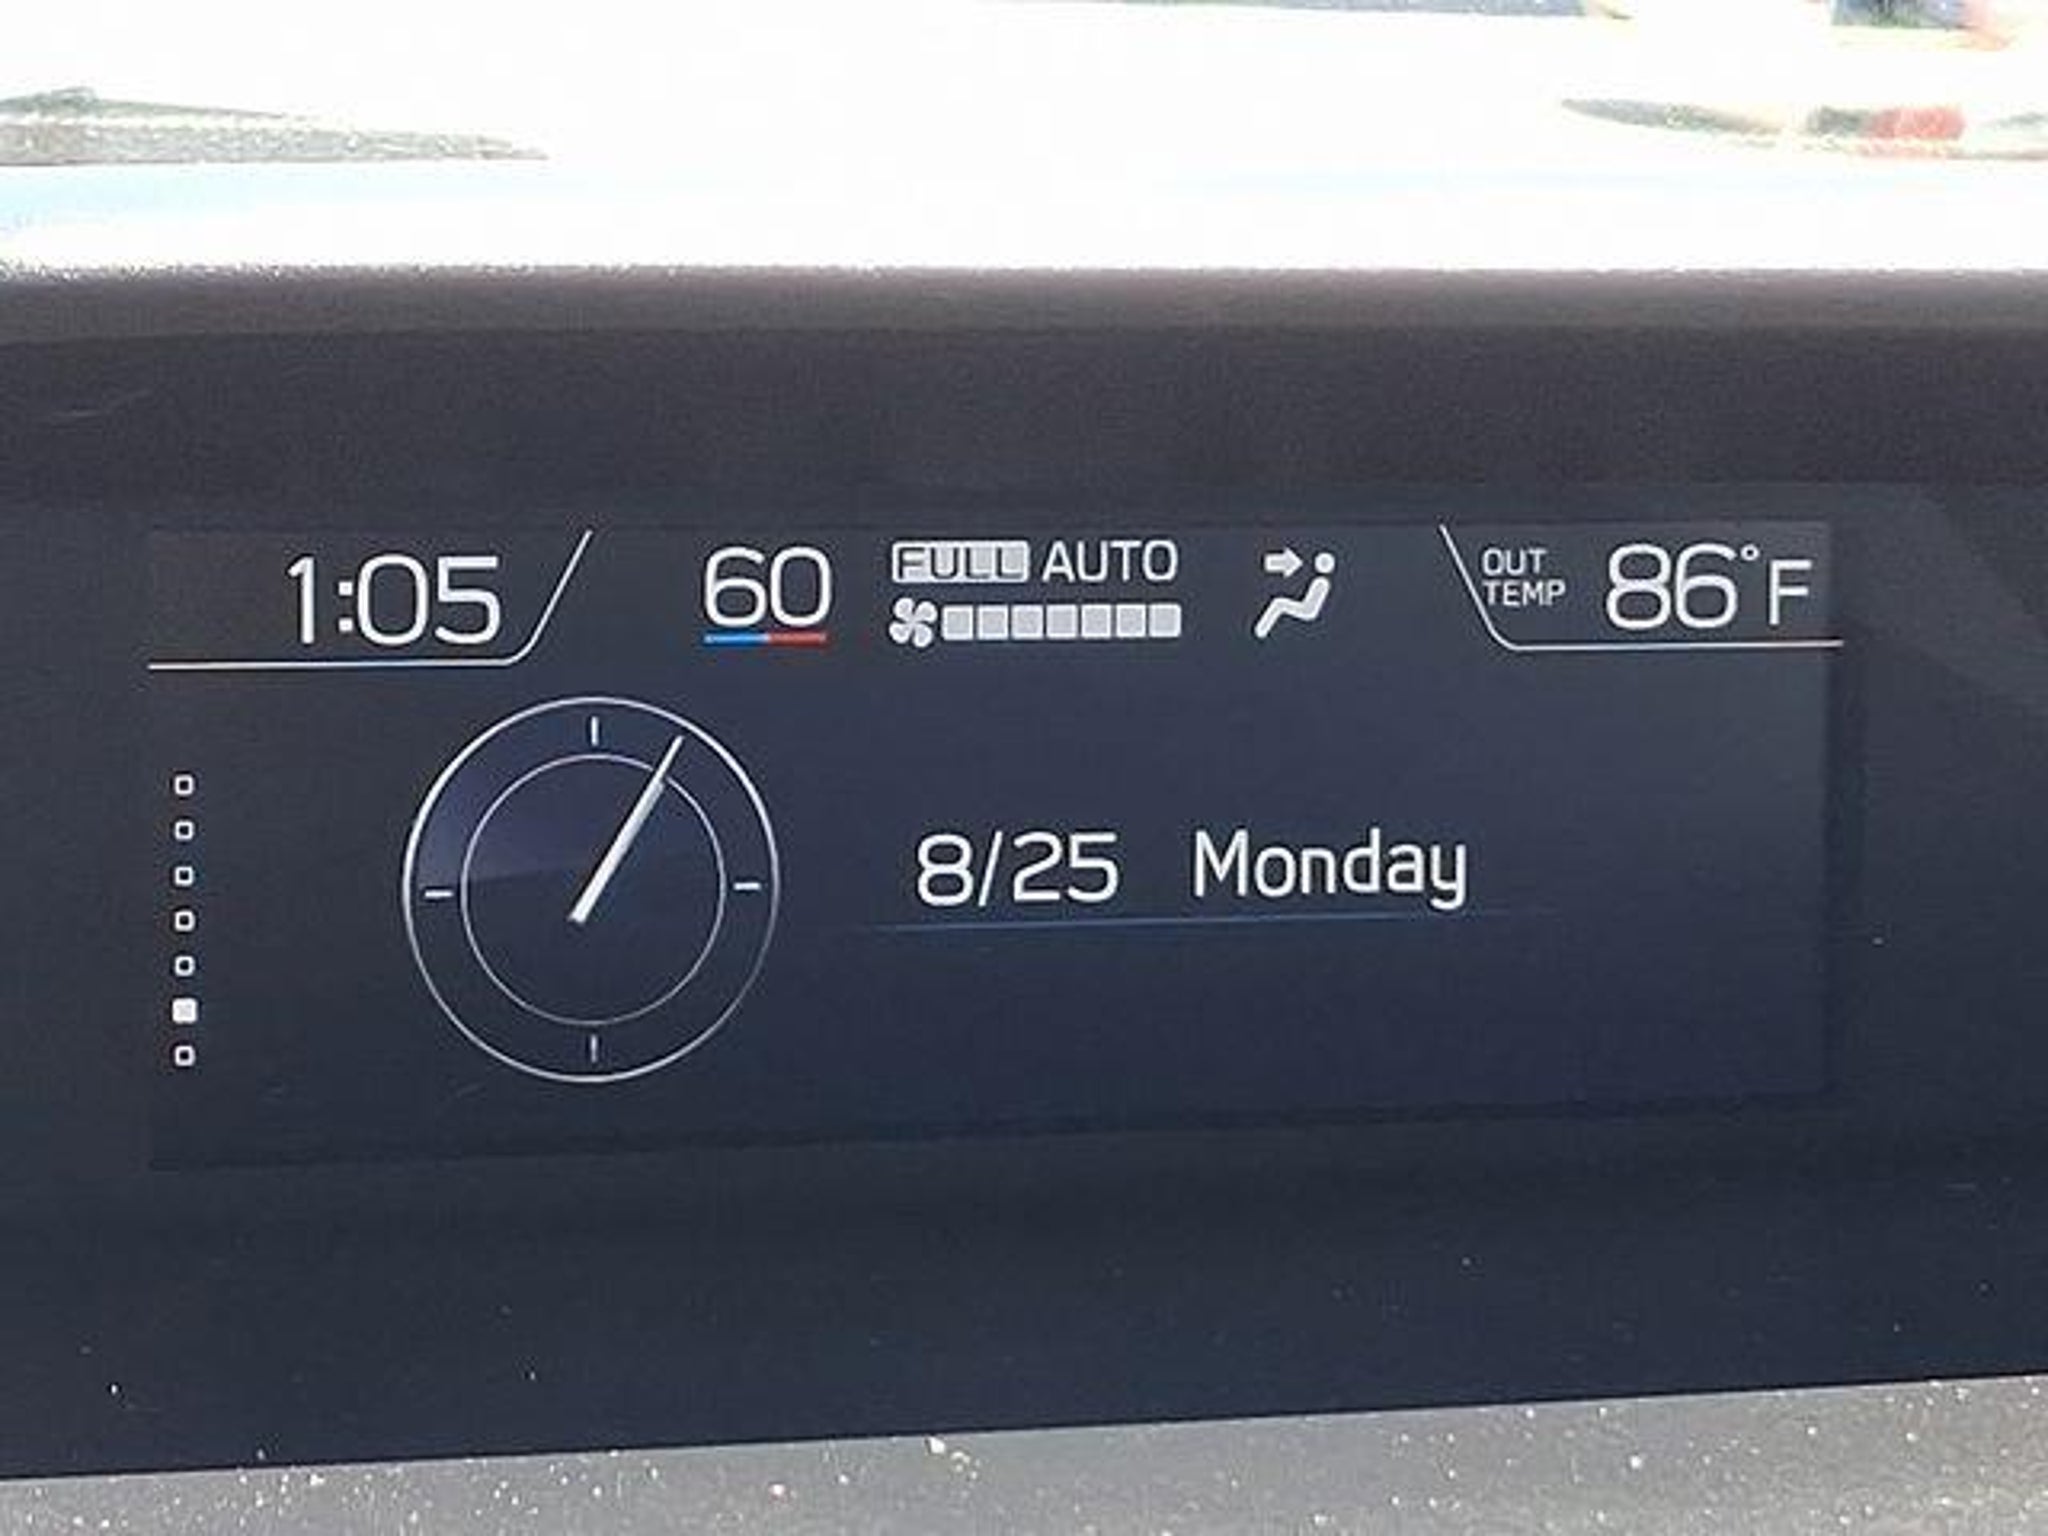 1:05
60
FULL AUTO
OUT
TEMP
86°F
8/25 Monday